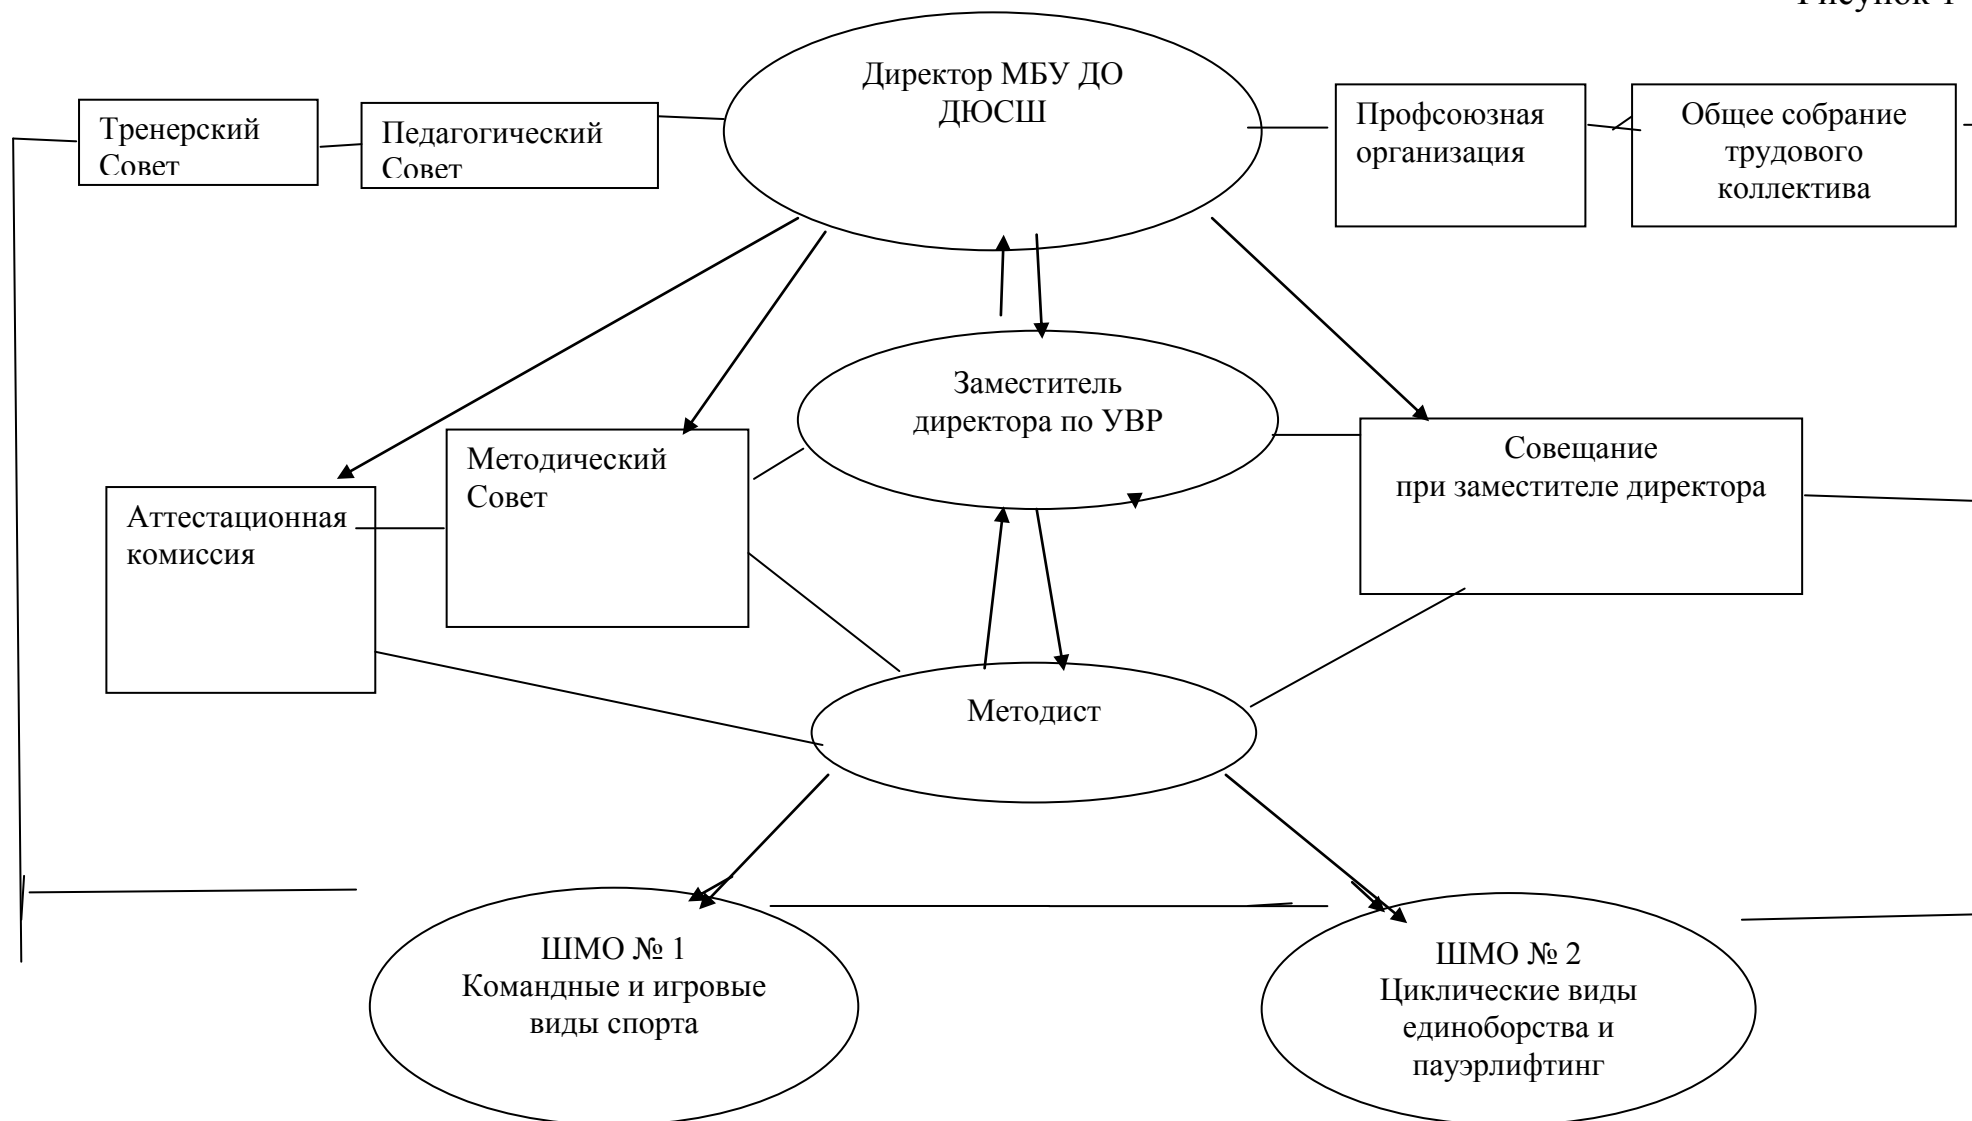 Рисунок 1
Директор МБУ ДО
ДЮСШ
Тренерский
Совет
Педагогический
Совет
Профсоюзная
организация
Общее собрание
трудового
коллектива
Заместитель
директора по УВР
Методический
Совет
Совещание
при заместителе директора
Аттестационная
комиссия
Методист
ШМО № 1
Командные и игровые
виды спорта
ШМО № 2
Циклические виды
единоборства и
пауэрлифтинг